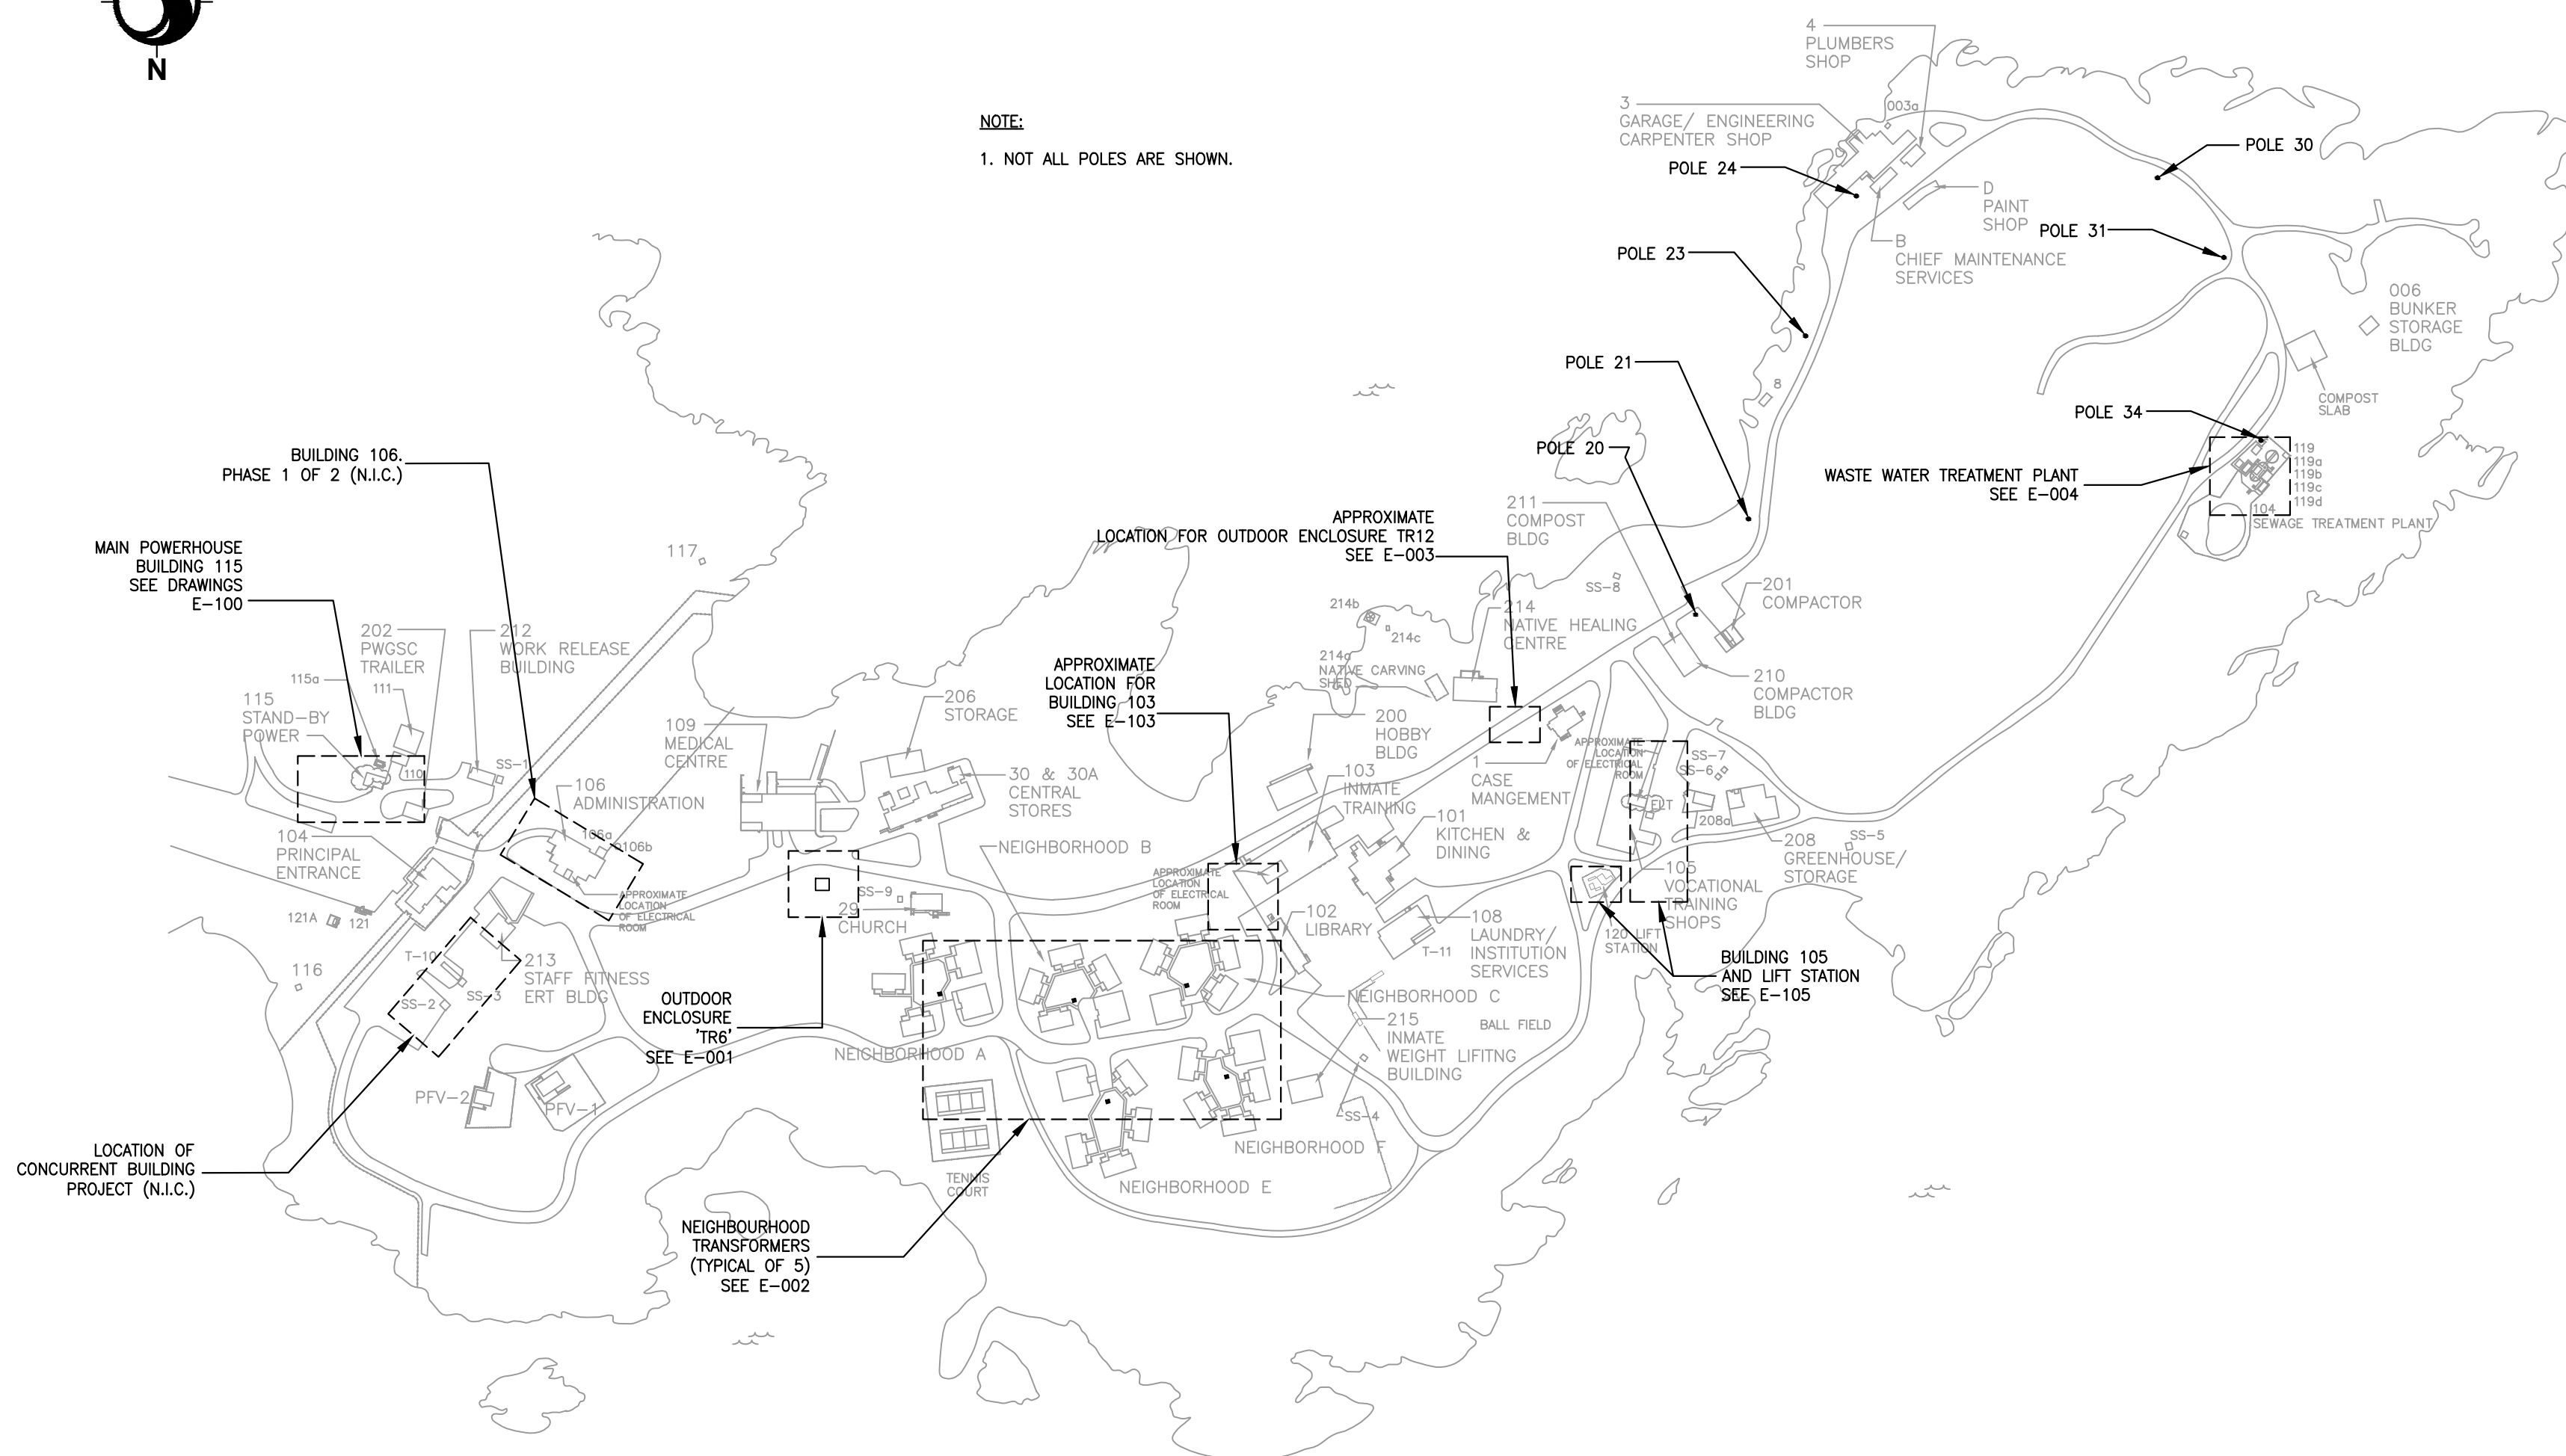 N
NOTE:
1. NOT ALL POLES ARE SHOWN.
4
PLUMBERS
SHOP
3
GARAGE/ ENGINEERING
CARPENTER SHOP
003a
POLE 24
POLE 30
D
PAINT
SHOP
POLE 31
B
CHIEF MAINTENANCE
SERVICES
POLE 23
006
BUNKER
STORAGE
BLDG
POLE 21
8
COMPOST
SLAB
POLE 34
POLE 20
WASTE WATER TREATMENT PLANT
SEE E-004
119
119a
119b
119c
119d
104
SEWAGE TREATMENT PLANT
BUILDING 106.
PHASE 1 OF 2 (N.I.C.)
211
COMPOST
BLDG
APPROXIMATE
LOCATION FOR OUTDOOR ENCLOSURE TR12
SEE E-003
MAIN POWERHOUSE
BUILDING 115
SEE DRAWINGS
E-100
117
SS-8
201
COMPACTOR
214b
214c
214
NATIVE HEALING
CENTRE
202
PWGSC
TRAILER
212
WORK RELEASE
BUILDING
214a
NATIVE CARVING
SHED
APPROXIMATE
LOCATION FOR
BUILDING 103
SEE E-103
210
COMPACTOR
BLDG
115a
111
115
STAND-BY
POWER
110
SS-1
206
STORAGE
109
MEDICAL
CENTRE
200
HOBBY
BLDG
APPROXIMATE
LOCATION
OF ELECTRICAL
ROOM
SS-7
SS-6
1
CASE
MANGEMENT
103
INMATE
TRAINING
30 & 30A
CENTRAL
STORES
106
ADMINISTRATION
106a
106b
FLT
208a
101
KITCHEN &
DINING
208
GREENHOUSE/
STORAGE
SS-5
104
PRINCIPAL
ENTRANCE
NEIGHBORHOOD B
APPROXIMATE
LOCATION
OF ELECTRICAL
ROOM
105
VOCATIONAL
TRAINING
SHOPS
APPROXIMATE
LOCATION
OF ELECTRICAL
ROOM
SS-9
29
CHURCH
102
LIBRARY
108
LAUNDRY/
INSTITUTION
SERVICES
T-11
120 LIFT
STATION
121A
121
116
T-10
SS-2
SS-3
213
STAFF FITNESS
ERT BLDG
BUILDING 105
AND LIFT STATION
SEE E-105
OUTDOOR
ENCLOSURE
'TR6'
SEE E-001
NEIGHBORHOOD C
BALL FIELD
215
INMATE
WEIGHT LIFITNG
BUILDING
NEIGHBORHOOD A
PFV-2
PFV-1
SS-4
NEIGHBORHOOD F
LOCATION OF
CONCURRENT BUILDING
PROJECT (N.I.C.)
TENNIS
COURT
NEIGHBORHOOD E
NEIGHBOURHOOD
TRANSFORMERS
(TYPICAL OF 5)
SEE E-002